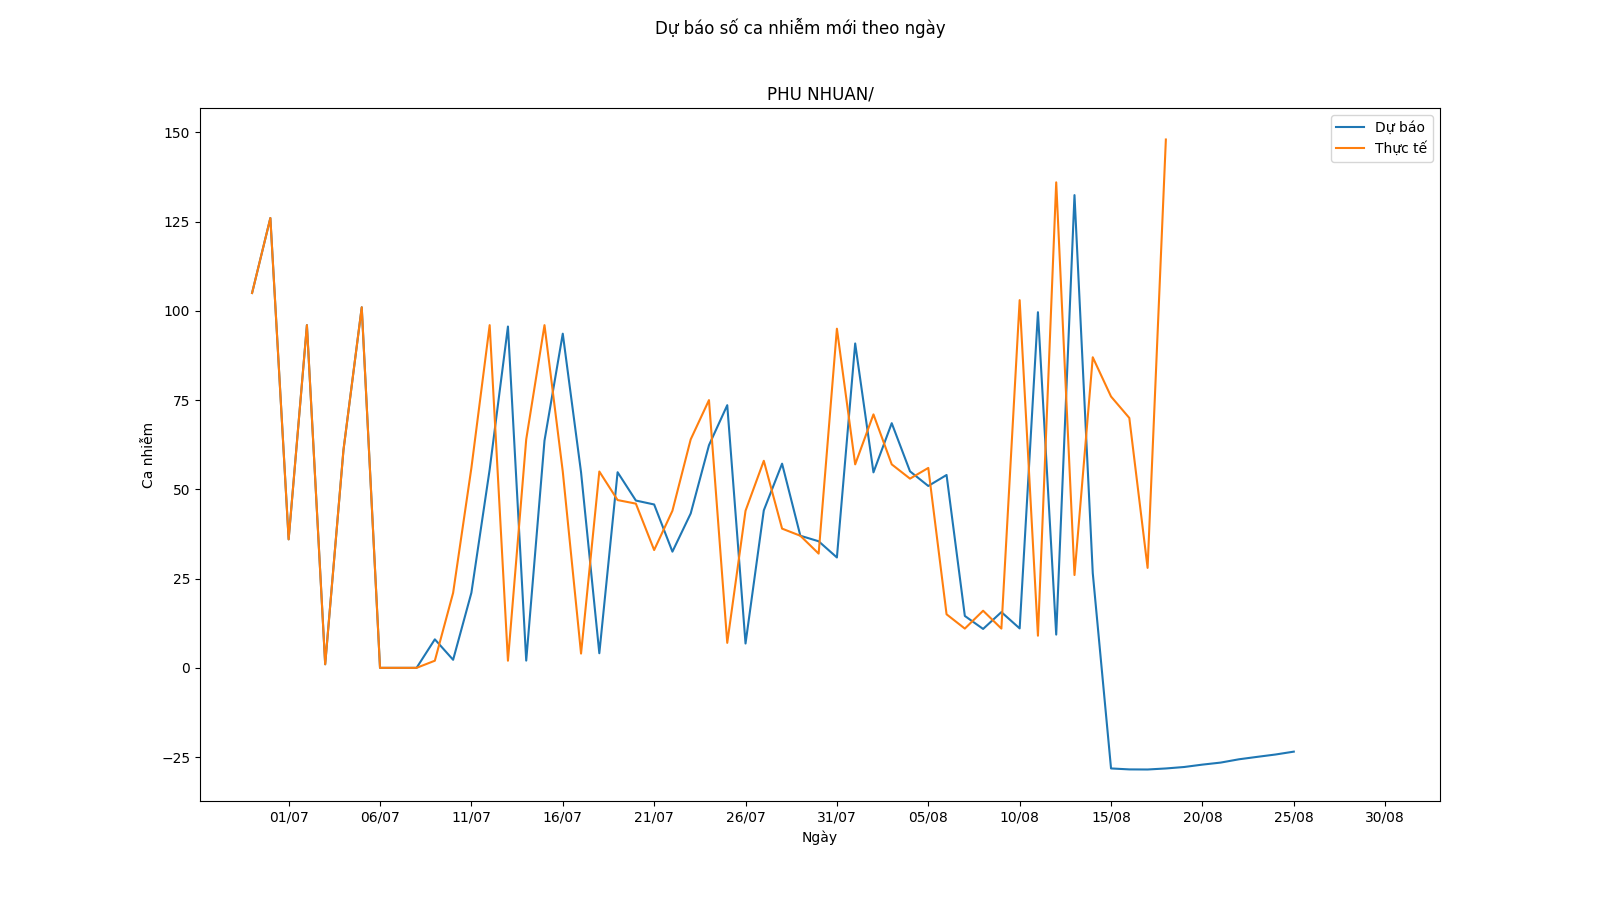 Dự báo số ca nhiễm mới theo ngày
PHU NHUAN/
Dự báo
Thực tế
150
125
100
75
50
25
0
−25
Ca nhiễm
01/07 06/07 11/07 16/07 21/07 26/07 31/07 05/08 10/08 15/08 20/08 25/08 30/08
Ngày